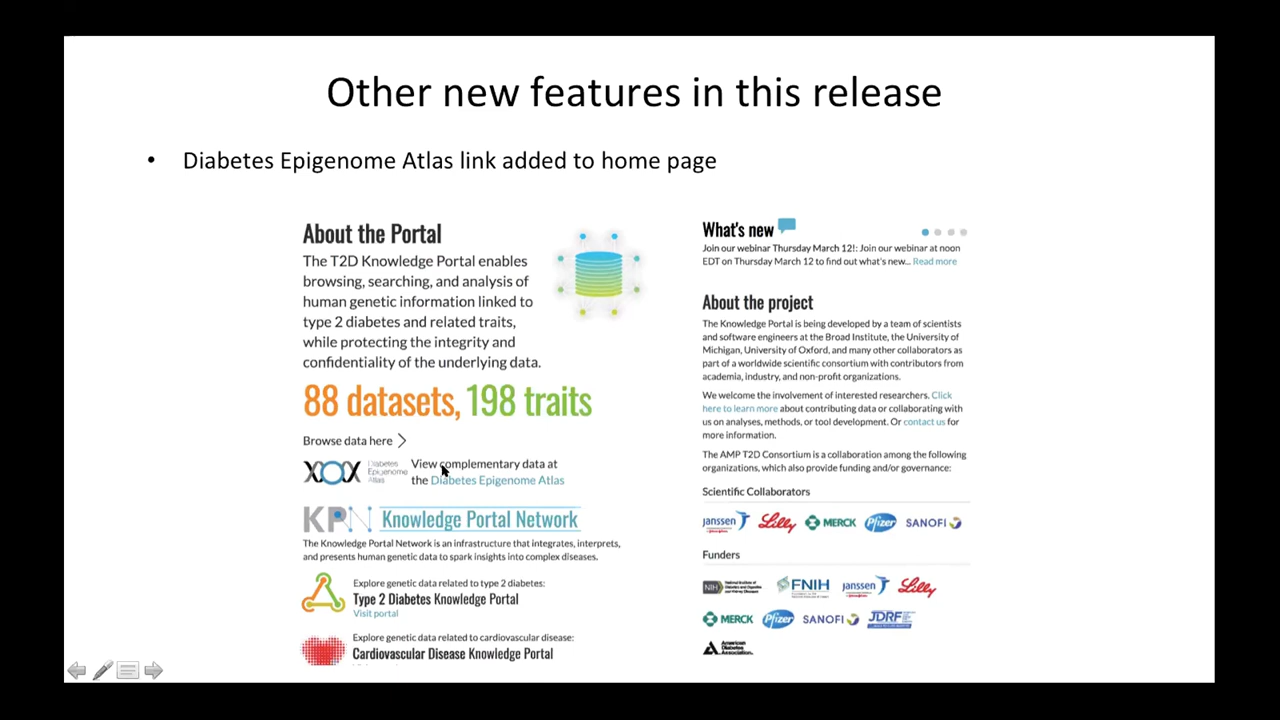 Other new features in this release
• Diabetes Epigenome Atlas link added to home page
About the Portal
The T2D Knowledge Portal enables
browsing, searching, and analysis of
human genetic information linked to
type 2 diabetes and related traits,
while protecting the integrity and
confidentiality of the underlying data.
88 datasets, 198 traits
Browse data here
Diabetes
Epigenome
Atlas
View complementary data at
the Diabetes Epigenome Atlas
KPN Knowledge Portal Network
The Knowledge Portal Network is an infrastructure that integrates, interprets,
and presents human genetic data to spark insights into complex diseases.
Explore genetic data related to type 2 diabetes:
Type 2 Diabetes Knowledge Portal
Visit portal
Explore genetic data related to cardiovascular disease:
Cardiovascular Disease Knowledge Portal
What's new
Join our webinar Thursday March 12!: Join our webinar at noon
EDT on Thursday March 12 to find out what's new... Read more
About the project
The Knowledge Portal is being developed by a team of scientists
and software engineers at the Broad Institute, the University of
Michigan, University of Oxford, and many other collaborators as
part of a worldwide scientific consortium with contributors from
academia, industry, and non-profit organizations.
We welcome the involvement of interested researchers. Click
here to learn more about contributing data or collaborating with
us on analyses, methods, or tool development. Or contact us for
more information.
The AMP T2D Consortium is a collaboration among the following
organizations, which also provide funding and/or governance:
Scientific Collaborators
janssen Lilly MERCK Pfizer SANOFI
Funders
NIH FNIH janssen Lilly
MERCK Pfizer SANOFI JDRF
American
Diabetes
Association.